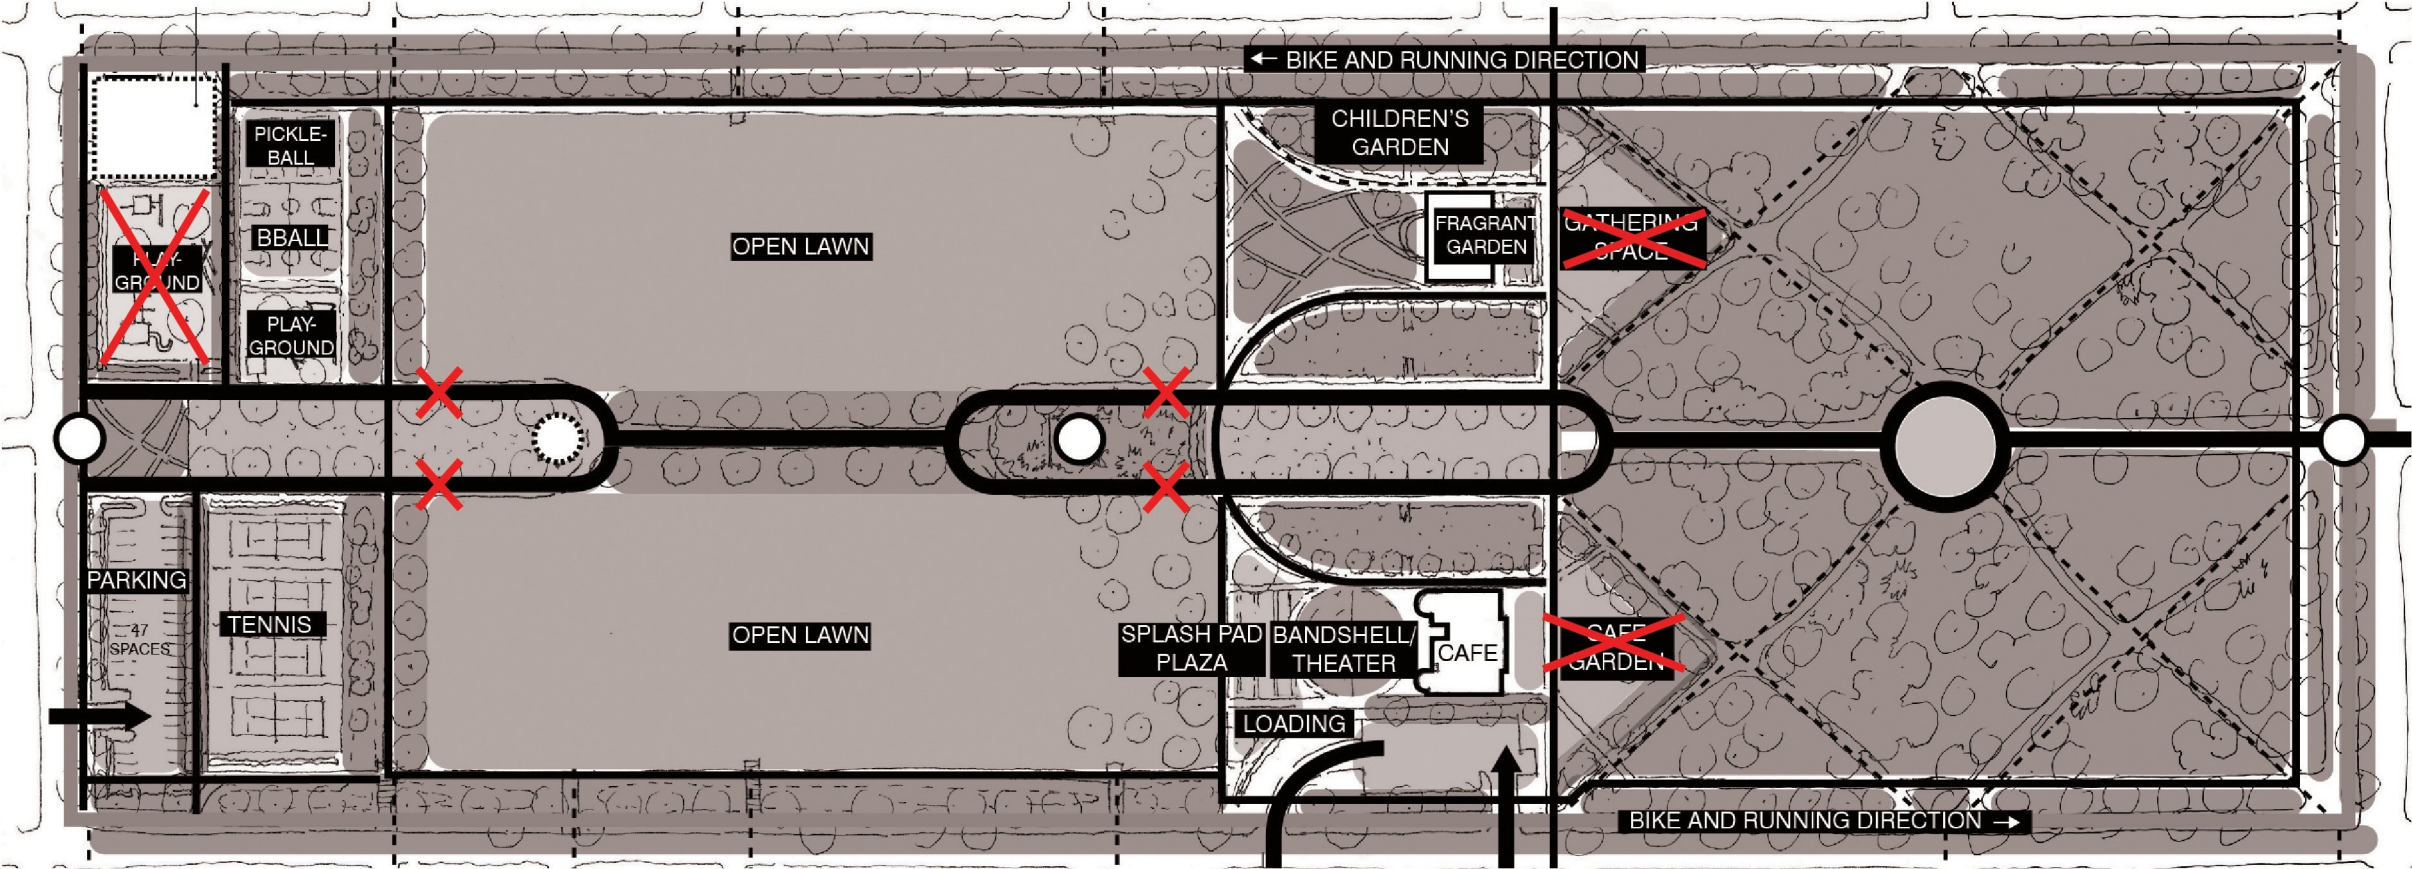 ← BIKE AND RUNNING DIRECTION
CHILDREN'S
GARDEN
PICKLE-
BALL
BBALL
PLAY-
GROUND
PLAY-
GROUND
OPEN LAWN
FRAGRANT
GARDEN
GATHERING
SPACE
PARKING
47
SPACES
TENNIS
OPEN LAWN
SPLASH PAD
PLAZA
BANDSHELL/
THEATER
CAFE
CAFE
GARDEN
LOADING
BIKE AND RUNNING DIRECTION →